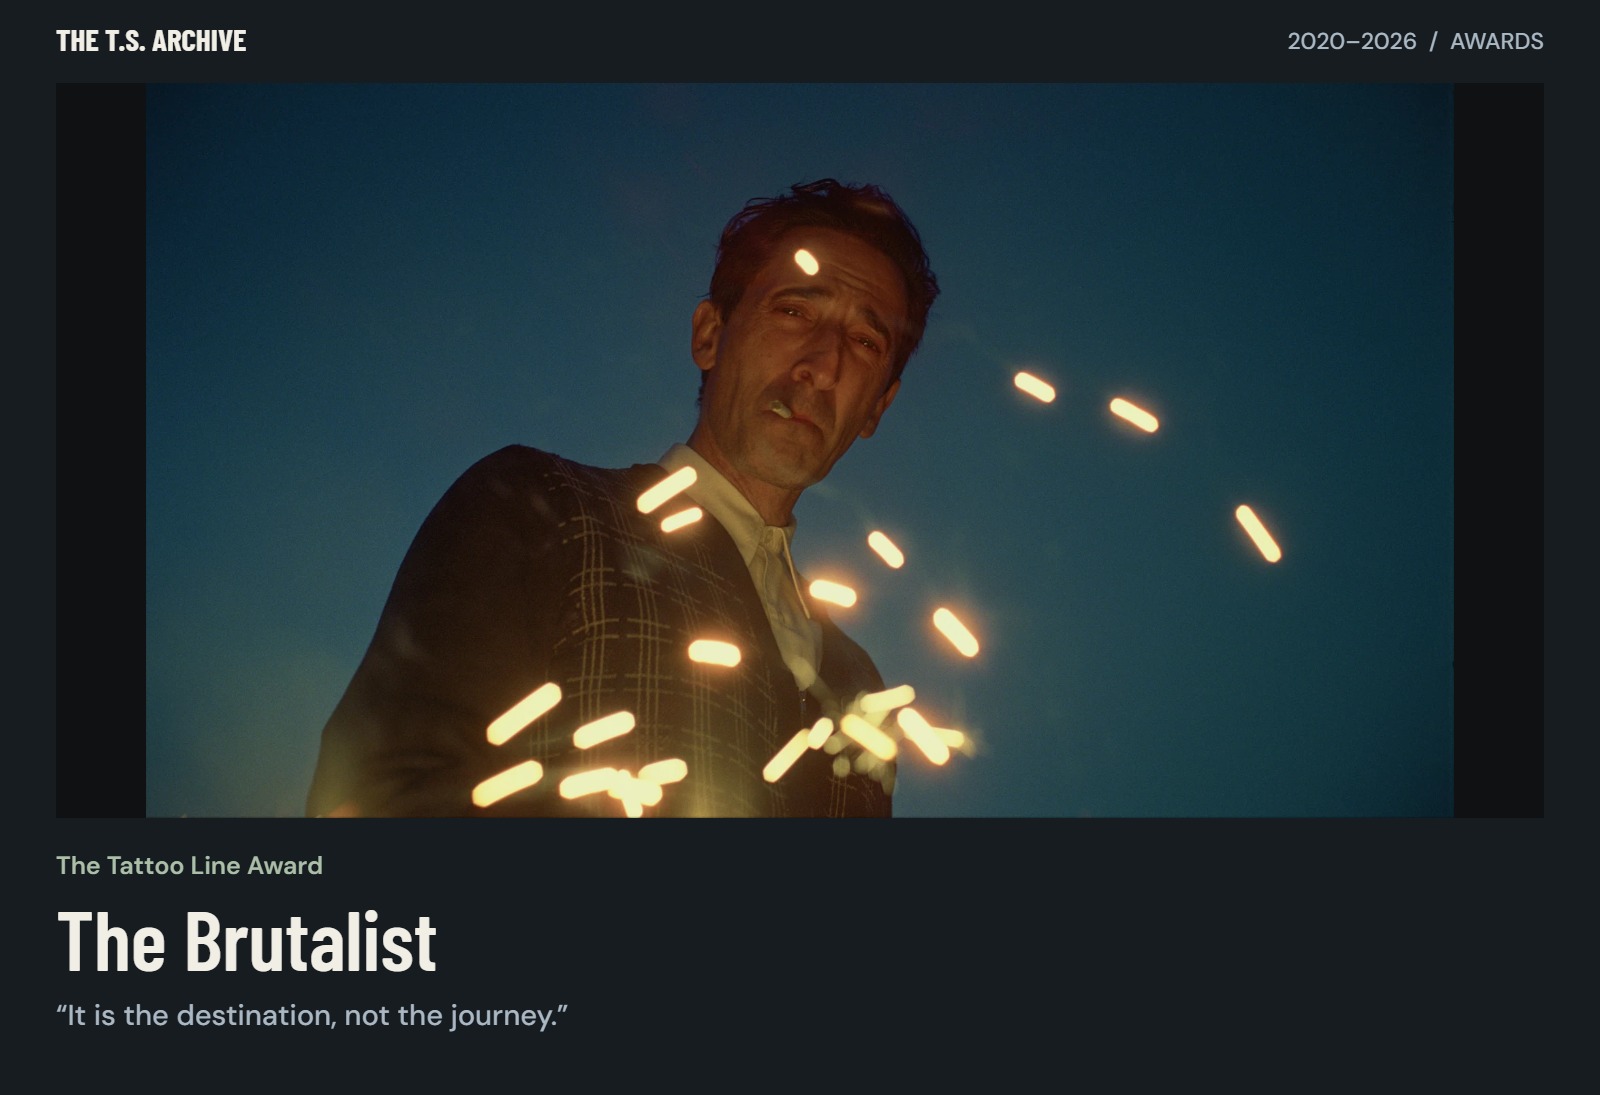 THE T.S. ARCHIVE
2020–2026 / AWARDS
The Tattoo Line Award
The Brutalist
“It is the destination, not the journey.”